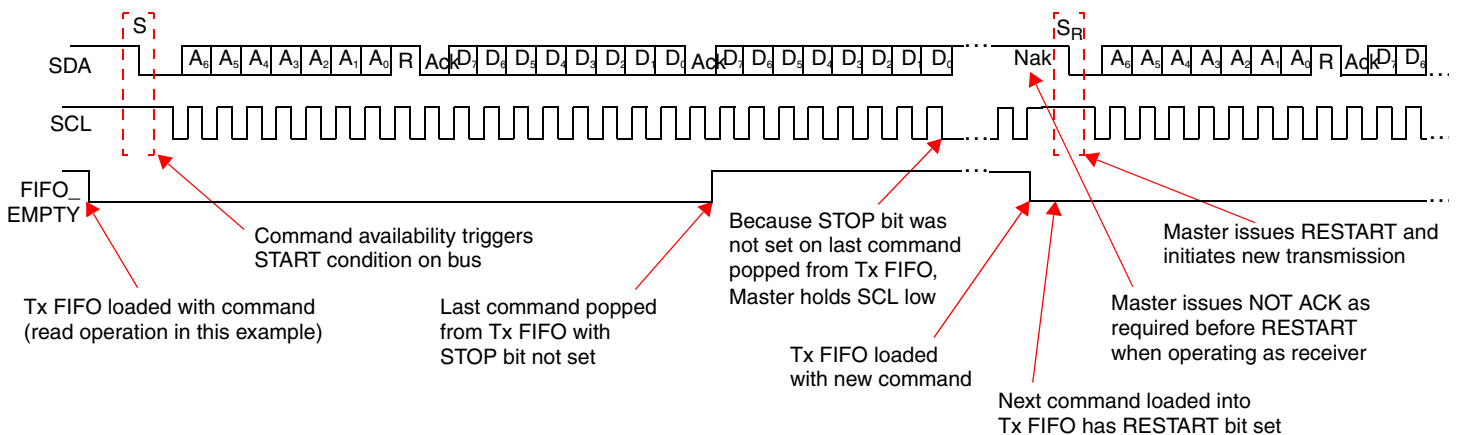 S
S_R
SDA
A₆ A₅ A₄ A₃ A₂ A₁ A₀ R Ack D₇ D₆ D₅ D₄ D₃ D₂ D₁ D₀ Ack D₇ D₆ D₅ D₄ D₃ D₂ D₁ D₀ ... Nak A₆ A₅ A₄ A₃ A₂ A₁ A₀ R Ack D₇ D₆ ...
SCL
... ...
FIFO_
EMPTY
... ...
Command availability triggers
START condition on bus
Because STOP bit was
not set on last command
popped from Tx FIFO,
Master holds SCL low
Master issues RESTART and
initiates new transmission
Tx FIFO loaded with command
(read operation in this example)
Last command popped
from Tx FIFO with
STOP bit not set
Master issues NOT ACK as
required before RESTART
when operating as receiver
Tx FIFO loaded
with new command
Next command loaded into
Tx FIFO has RESTART bit set